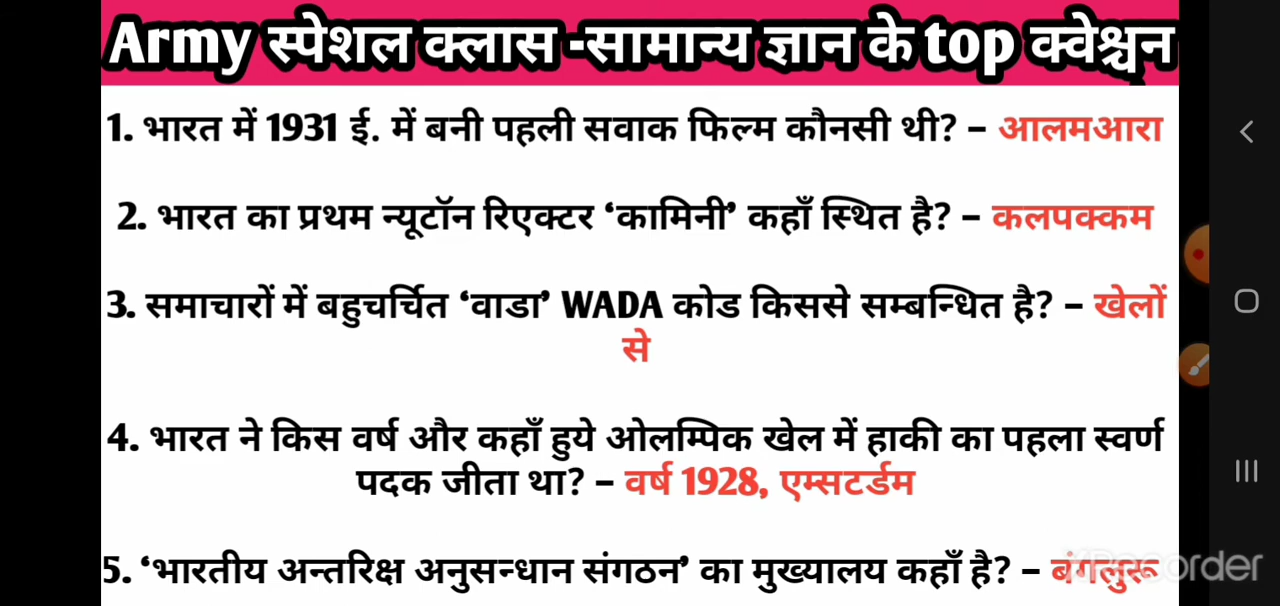 Army स्पेशल क्लास -सामान्य ज्ञान के top क्वेश्चन
1. भारत में 1931 ई. में बनी पहली सवाक फिल्म कौनसी थी? – आलमआरा
2. भारत का प्रथम न्यूटॉन रिएक्टर ‘कामिनी’ कहाँ स्थित है? – कलपक्कम
3. समाचारों में बहुचर्चित ‘वाडा’ WADA कोड किससे सम्बन्धित है? – खेलों
से
4. भारत ने किस वर्ष और कहाँ हुये ओलम्पिक खेल में हाकी का पहला स्वर्ण
पदक जीता था? – वर्ष 1928, एम्सटर्डम
5. ‘भारतीय अन्तरिक्ष अनुसन्धान संगठन’ का मुख्यालय कहाँ है? – बंगलुरू
XRecorder